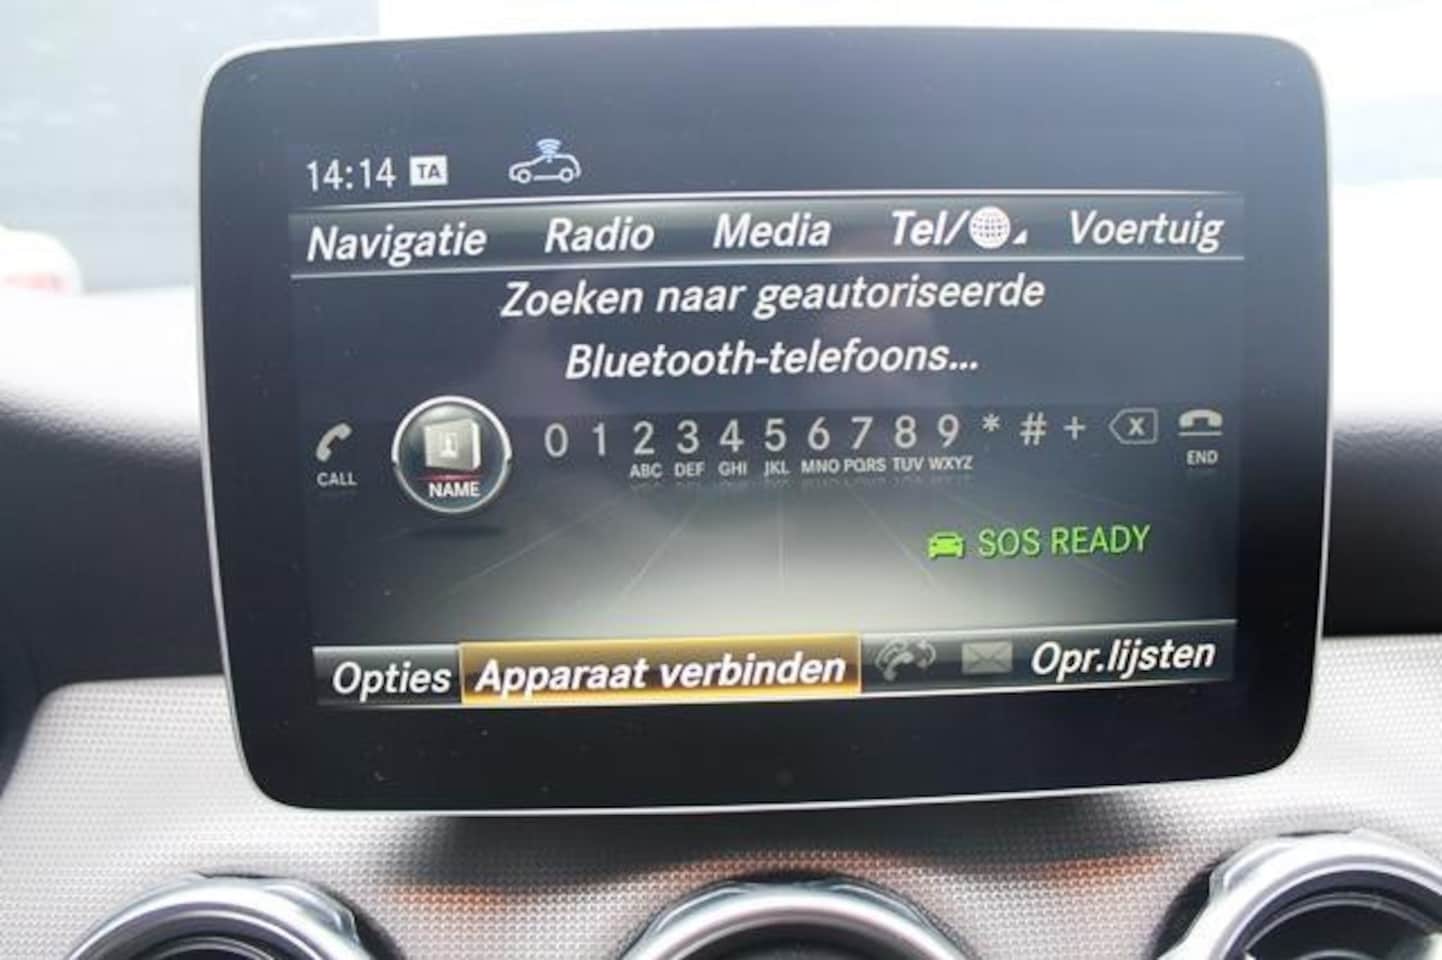 14:14 TA
Navigatie Radio Media Tel/ Voertuig
Zoeken naar geautoriseerde
Bluetooth-telefoons...
0 1 2 3 4 5 6 7 8 9 * # + X
CALL NAME ABC DEF GHI JKL MNO PQRS TUV WXYZ END
SOS READY
Opties Apparaat verbinden Opr.lijsten